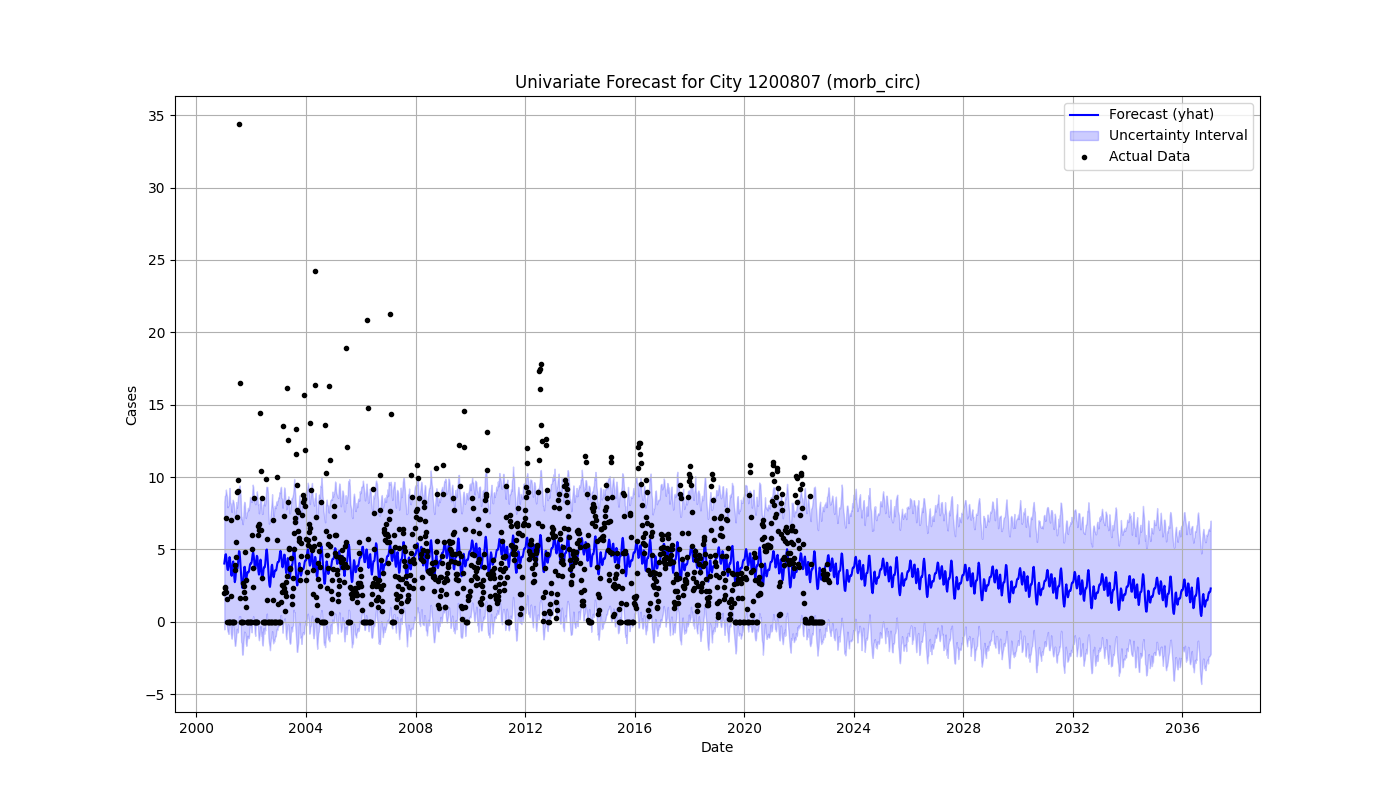 Univariate Forecast for City 1200807 (morb_circ)
Forecast (yhat)
Uncertainty Interval
Actual Data
Cases
35
30
25
20
15
10
5
0
−5
2000 2004 2008 2012 2016 2020 2024 2028 2032 2036
Date